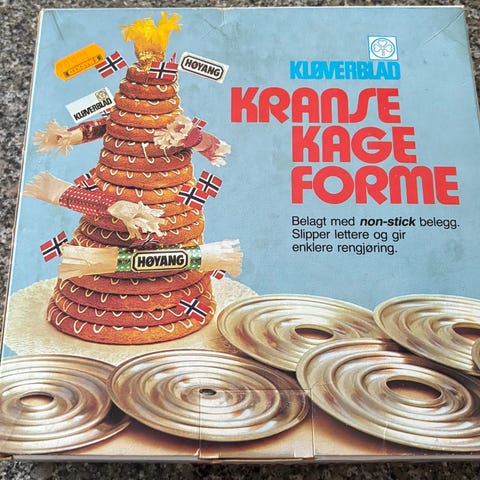 KLØVERBLAD
KRANSE
KAGE
FORME
Belagt med non-stick belegg.
Slipper lettere og gir
enklere rengjøring.
HØYANG
KLØVERBLAD
HØYANG